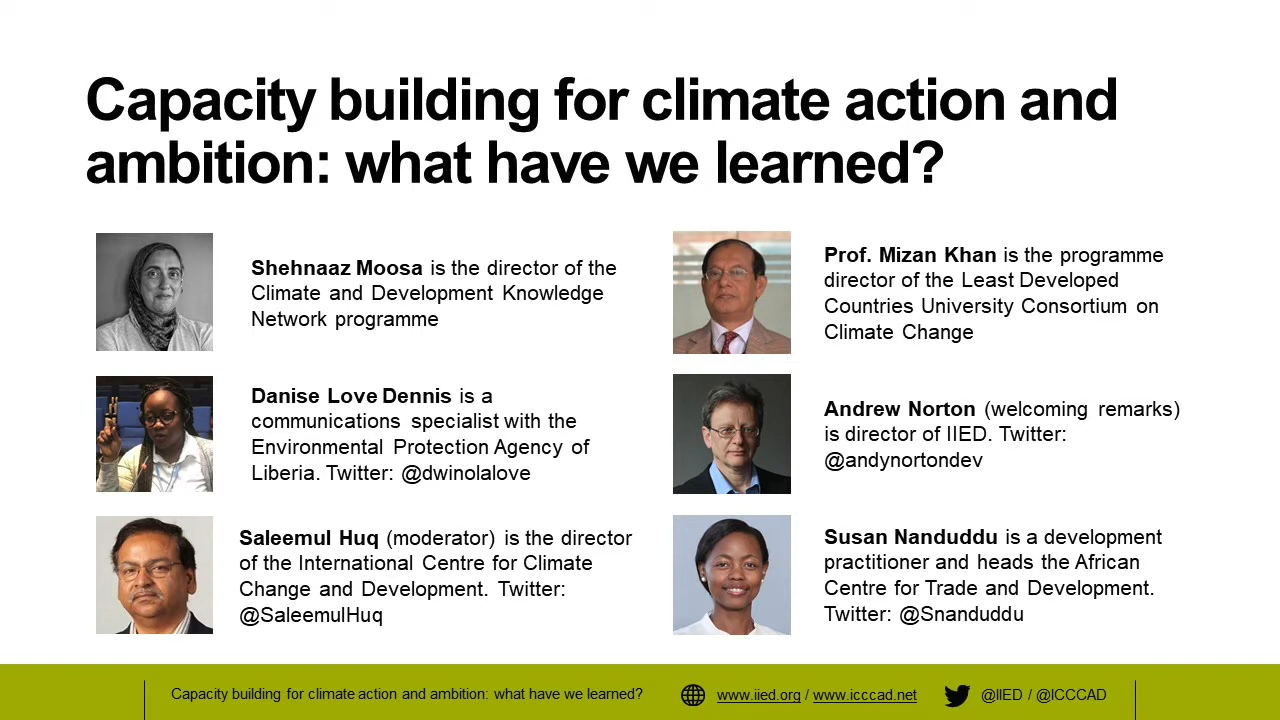 Capacity building for climate action and
ambition: what have we learned?
Shehnaaz Moosa is the director of the
Climate and Development Knowledge
Network programme
Danise Love Dennis is a
communications specialist with the
Environmental Protection Agency of
Liberia. Twitter: @dwinolalove
Saleemul Huq (moderator) is the director
of the International Centre for Climate
Change and Development. Twitter:
@SaleemulHuq
Prof. Mizan Khan is the programme
director of the Least Developed
Countries University Consortium on
Climate Change
Andrew Norton (welcoming remarks)
is director of IIED. Twitter:
@andynortondev
Susan Nanduddu is a development
practitioner and heads the African
Centre for Trade and Development.
Twitter: @Snanduddu
Capacity building for climate action and ambition: what have we learned? www.iied.org / www.icccad.net @IIED / @ICCCAD